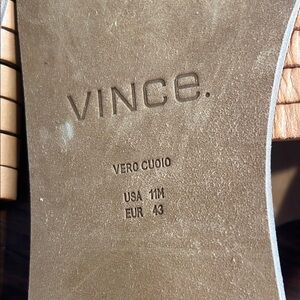 VINCE.
VERO CUOIO
USA 11M
EUR 43